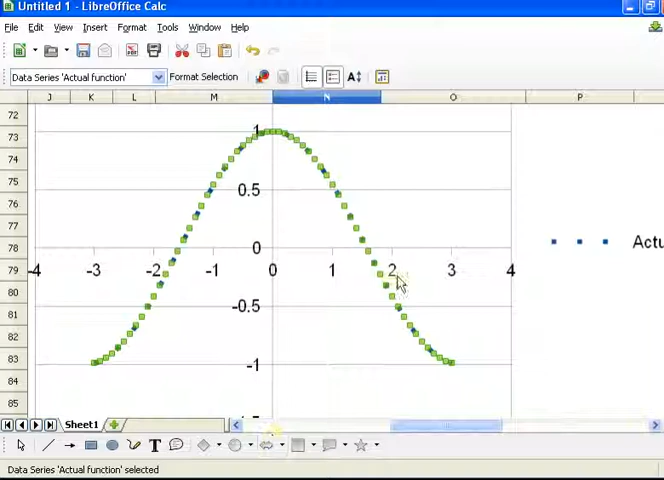 Untitled 1 - LibreOffice Calc
File Edit View Insert Format Tools Window Help
Data Series 'Actual function' Format Selection
J K L M N O P
72
73
74
75
76
77
78
79
80
81
82
83
84
85
1
0.5
0
-0.5
-1
-4 -3 -2 -1 0 1 2 3 4
Actu
Sheet1
Data Series 'Actual function' selected